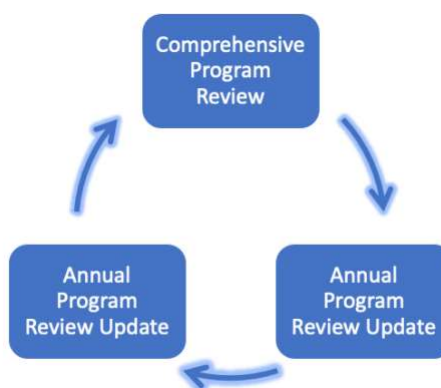 Comprehensive
Program
Review
Annual
Program
Review Update
Annual
Program
Review Update